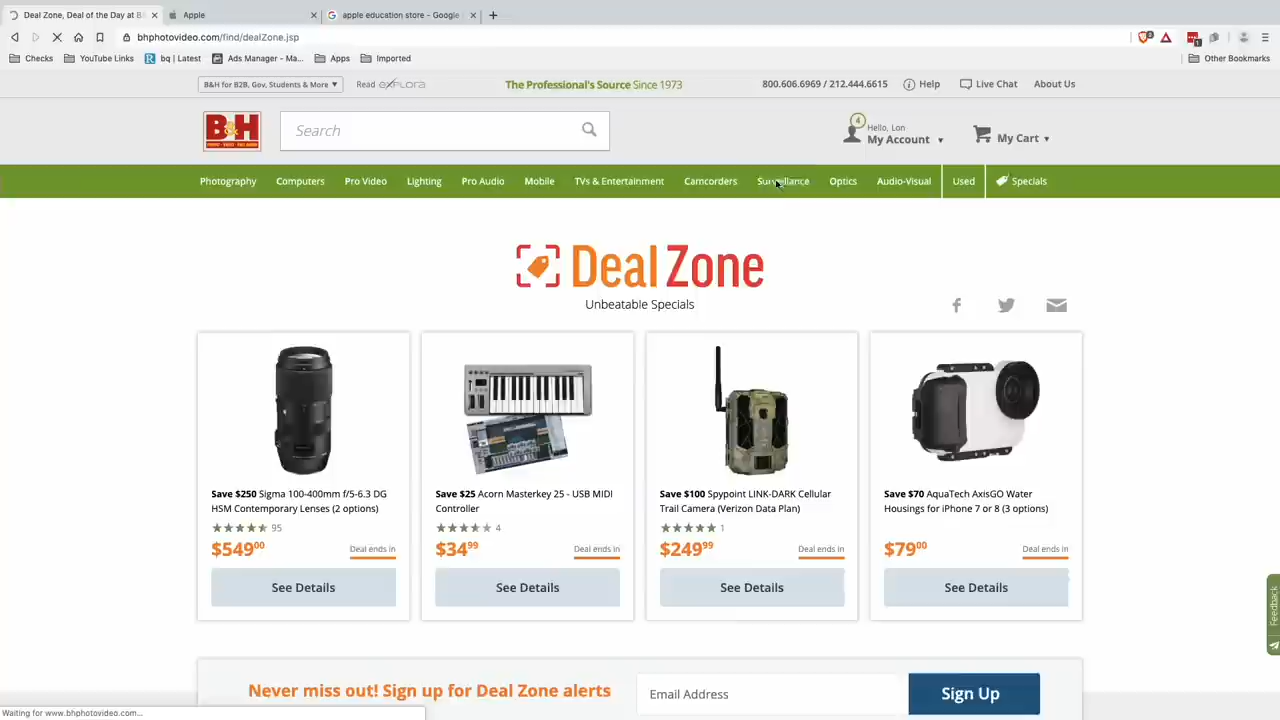 Deal Zone, Deal of the Day at B
Apple
apple education store - Google
bhphotovideo.com/find/dealZone.jsp
Checks
YouTube Links
bq | Latest
Ads Manager - Ma...
Apps
Imported
Other Bookmarks
B&H for B2B, Gov, Students & More
Read explora
The Professional's Source Since 1973
800.606.6969 / 212.444.6615
Help
Live Chat
About Us
B&H
Search
4
Hello, Lon
My Account
My Cart
Photography
Computers
Pro Video
Lighting
Pro Audio
Mobile
TVs & Entertainment
Camcorders
Surveillance
Optics
Audio-Visual
Used
Specials
Deal Zone
Unbeatable Specials
Save $250 Sigma 100-400mm f/5-6.3 DG
HSM Contemporary Lenses (2 options)
95
$54900
Deal ends in
See Details
Save $25 Acorn Masterkey 25 - USB MIDI
Controller
4
$3499
Deal ends in
See Details
Save $100 Spypoint LINK-DARK Cellular
Trail Camera (Verizon Data Plan)
1
$24999
Deal ends in
See Details
Save $70 AquaTech AxisGO Water
Housings for iPhone 7 or 8 (3 options)
$7900
Deal ends in
See Details
Feedback
Never miss out! Sign up for Deal Zone alerts
Email Address
Sign Up
Waiting for www.bhphotovideo.com...